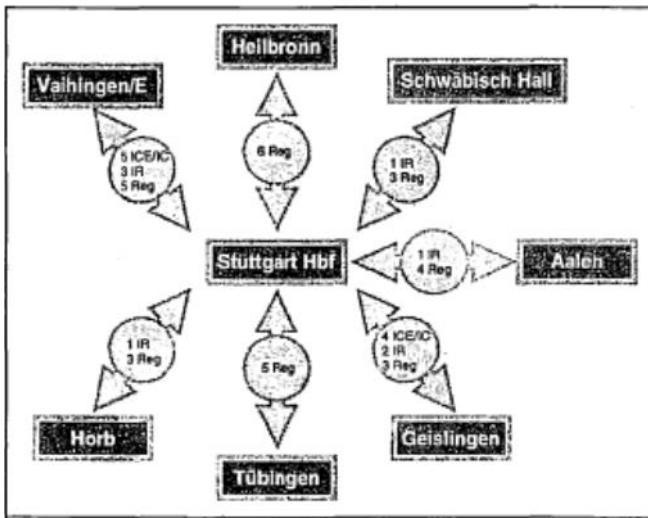 Heilbronn
Vaihingen/E
Schwäbisch Hall
5 ICE/IC
3 IR
5 Reg
6 Reg
1 IR
3 Reg
Stuttgart Hbf
1 IR
4 Reg
Aalen
1 IR
3 Reg
5 Reg
4 ICE/IC
2 IR
3 Reg
Horb
Tübingen
Geislingen